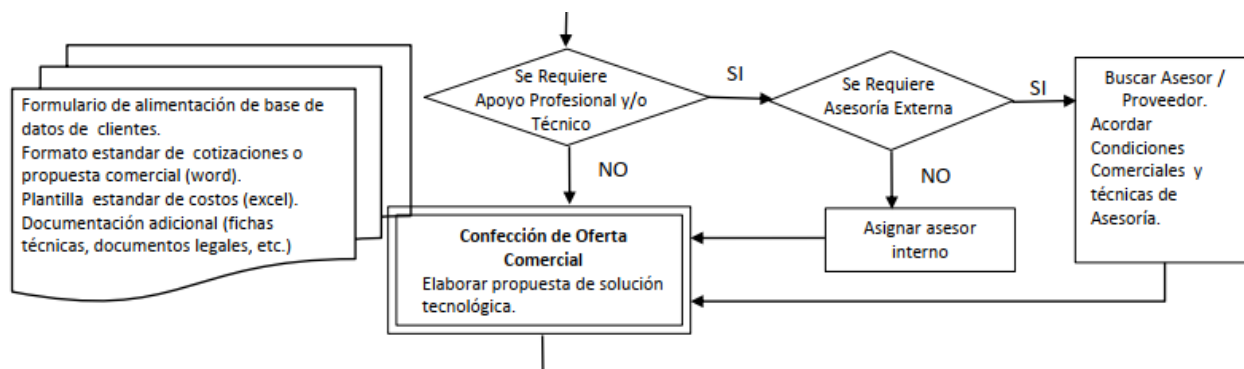 Formulario de alimentación de base de
datos de clientes.
Formato estandar de cotizaciones o
propuesta comercial (word).
Plantilla estandar de costos (excel).
Documentación adicional (fichas
técnicas, documentos legales, etc.)
Se Requiere
Apoyo Profesional y/o
Técnico
SI
NO
Se Requiere
Asesoría Externa
SI
NO
Buscar Asesor /
Proveedor.
Acordar
Condiciones
Comerciales y
técnicas de
Asesoría.
Asignar asesor
interno
Confección de Oferta
Comercial
Elaborar propuesta de solución
tecnológica.